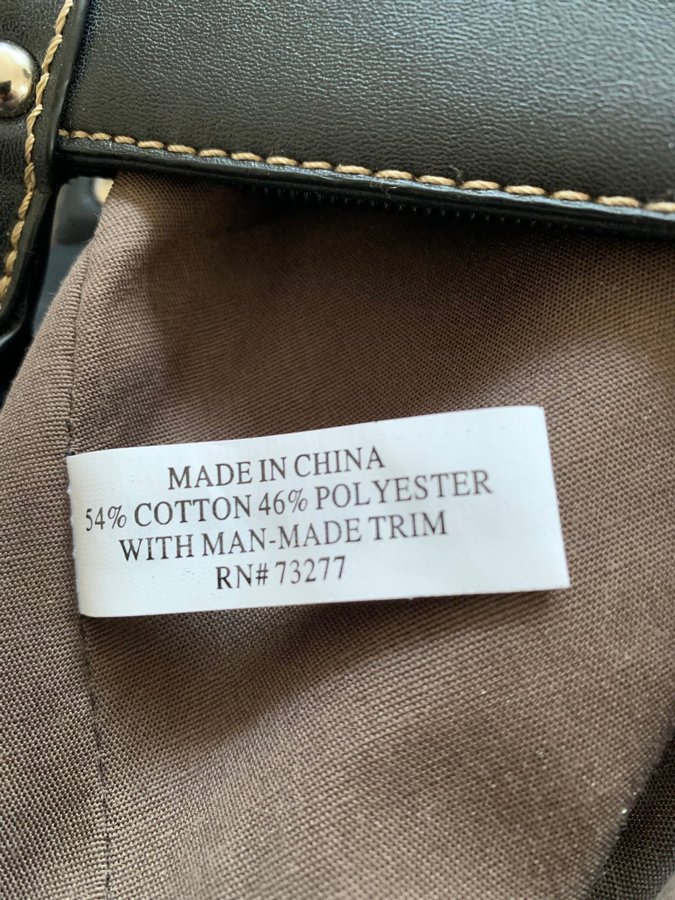 MADE IN CHINA
54% COTTON 46% POLYESTER
WITH MAN-MADE TRIM
RN# 73277